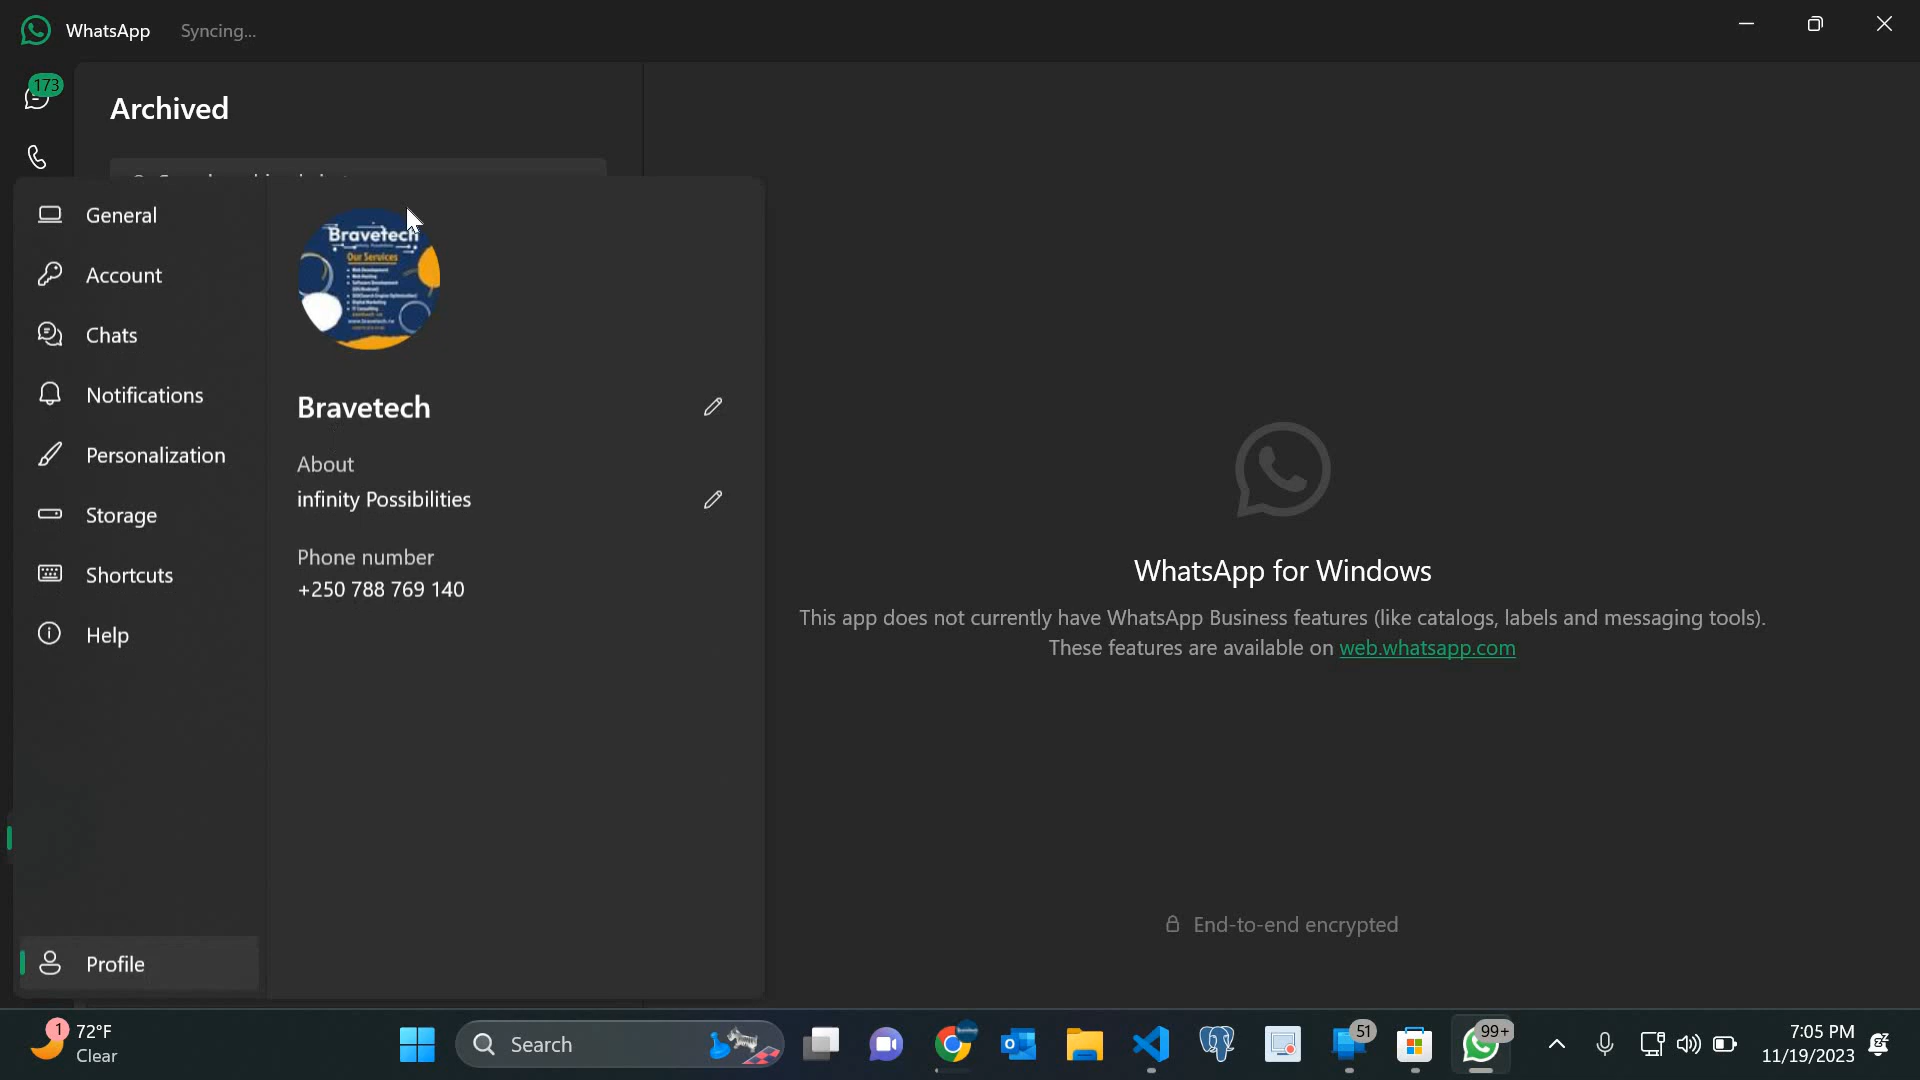 WhatsApp Syncing...
173
Archived
General
Account
Chats
Notifications
Personalization
Storage
Shortcuts
Help
Profile
Bravetech
Our Services
Bravetech
About
infinity Possibilities
Phone number
+250 788 769 140
WhatsApp for Windows
This app does not currently have WhatsApp Business features (like catalogs, labels and messaging tools).
These features are available on web.whatsapp.com
End-to-end encrypted
1
72°F
Clear
Search
51
99+
7:05 PM
11/19/2023